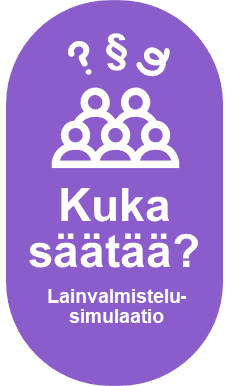 ? §
Kuka
säätää?
Lainvalmistelu-
simulaatio